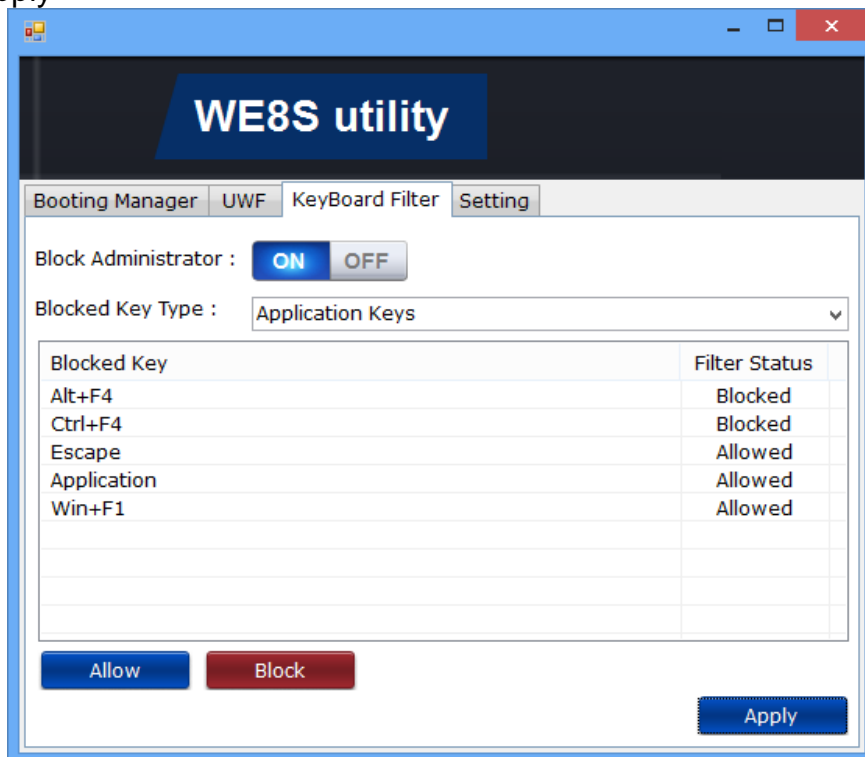 pply
WE8S utility
Booting Manager UWF KeyBoard Filter Setting
Block Administrator : ON OFF
Blocked Key Type : Application Keys
Blocked Key Filter Status
Alt+F4 Blocked
Ctrl+F4 Blocked
Escape Allowed
Application Allowed
Win+F1 Allowed
Allow Block
Apply